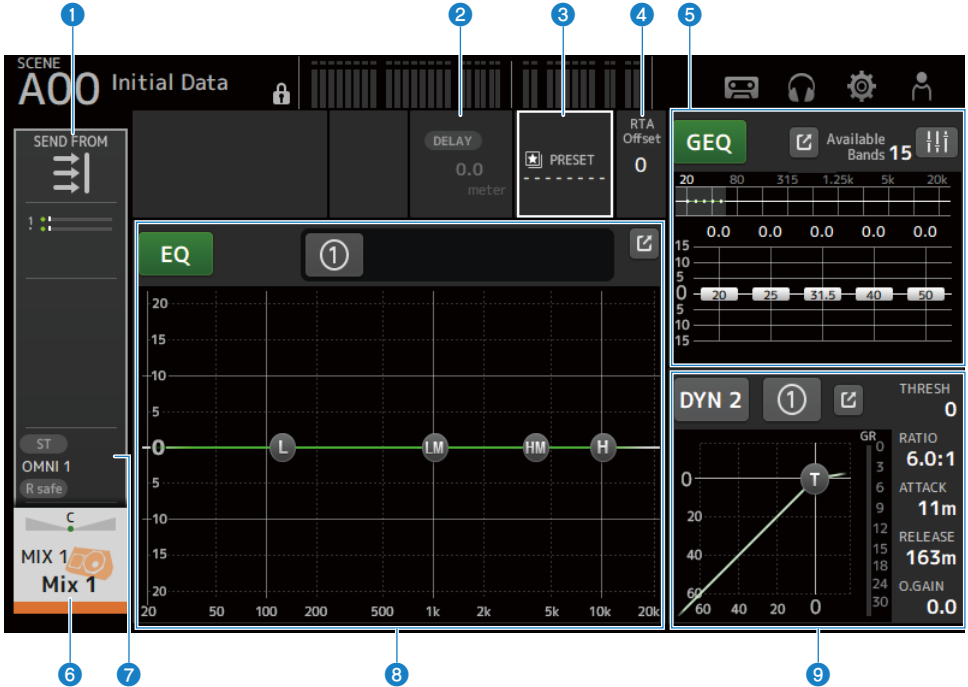 1
2
3
4
5
SCENE
A00 Initial Data
SEND FROM
1
DELAY
0.0
meter
PRESET
--------
RTA
Offset
0
GEQ
Available
Bands 15
20 80 315 1.25k 5k 20k
0.0 0.0 0.0 0.0 0.0
15
10
5
0 20 25 31.5 40 50
5
10
15
EQ 1
20
15
10
5
0 L LM HM H
5
10
15
20
20 50 100 200 500 1k 2k 5k 10k 20k
ST
OMNI 1
R safe
C
MIX 1
Mix 1
DYN 2 1
THRESH
0
RATIO
6.0:1
ATTACK
11m
RELEASE
163m
O.GAIN
0.0
GR
0
3
6
9
12
15
18
24
30
T
0
20
40
60
60 40 20 0
6
7
8
9